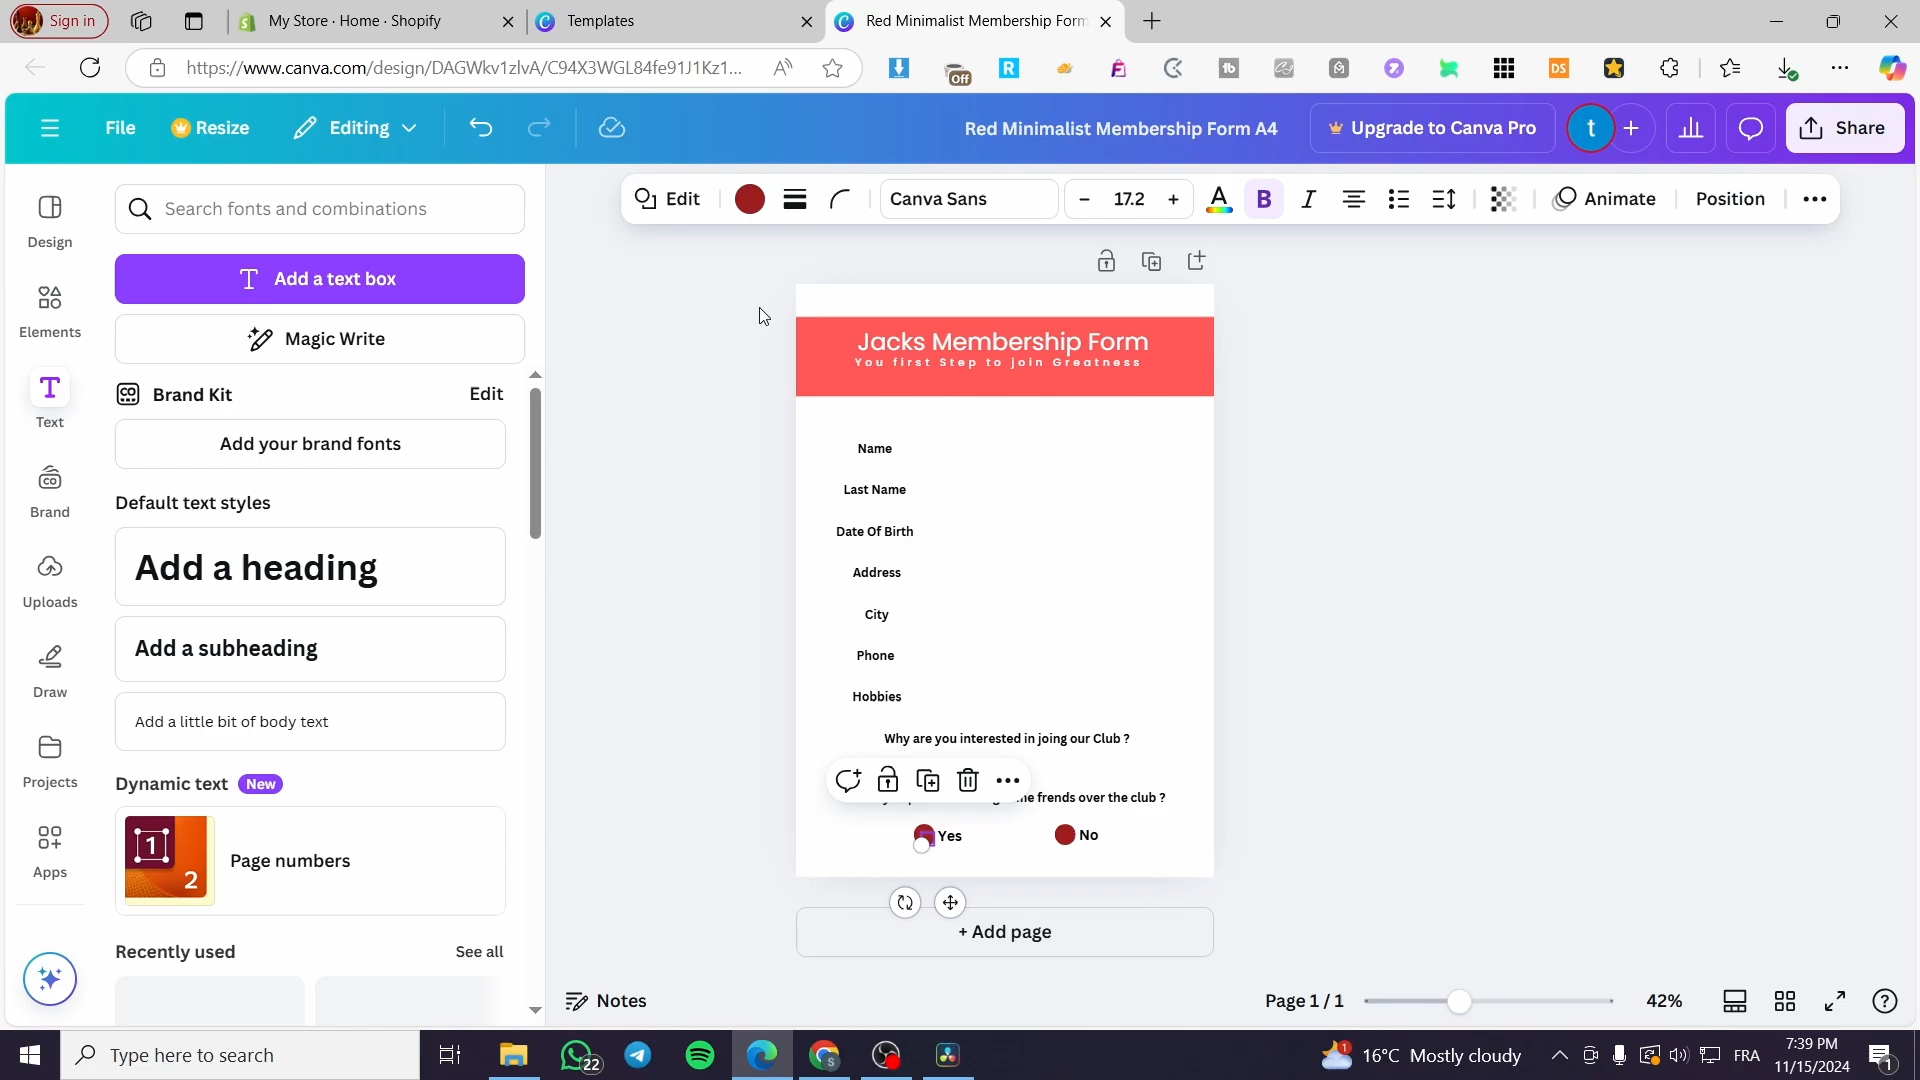 Sign in
My Store · Home · Shopify
Templates
Red Minimalist Membership Form
https://www.canva.com/design/DAGWkv1zlvA/C94X3WGL84fe91J1Kz1...
Off
DS
File
Resize
Editing
Red Minimalist Membership Form A4
Upgrade to Canva Pro
t
Share
Design
Elements
Text
Brand
Uploads
Draw
Projects
Apps
Search fonts and combinations
Add a text box
Magic Write
Brand Kit
Edit
Add your brand fonts
Default text styles
Add a heading
Add a subheading
Add a little bit of body text
Dynamic text
New
1
2
Page numbers
Recently used
See all
Edit
Canva Sans
17.2
Animate
Position
Jacks Membership Form
You first Step to join Greatness
Name
Last Name
Date Of Birth
Address
City
Phone
Hobbies
Why are you interested in joing our Club ?
frends over the club ?
Yes
No
+ Add page
Notes
Page 1 / 1
42%
Type here to search
22
16°C Mostly cloudy
FRA
7:39 PM
11/15/2024
1